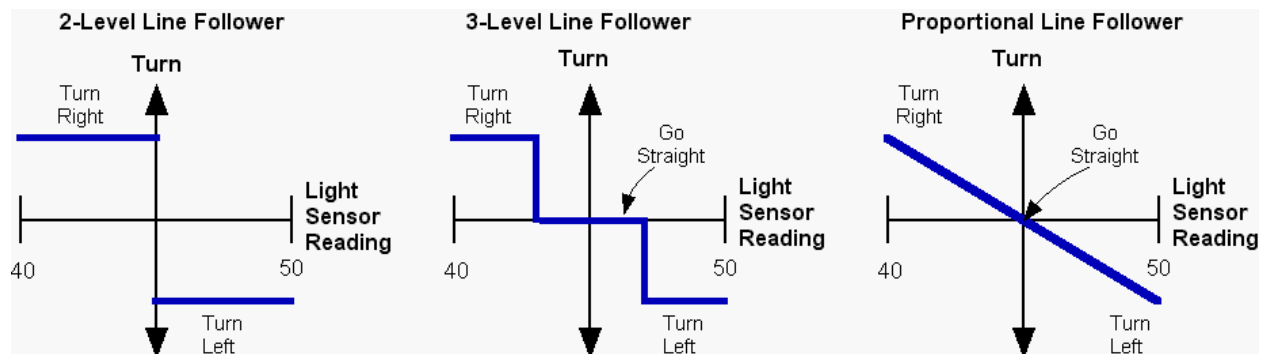 2-Level Line Follower
Turn
Turn
Right
Light
Sensor
Reading
40
50
Turn
Left
3-Level Line Follower
Turn
Turn
Right
Go
Straight
Light
Sensor
Reading
40
50
Turn
Left
Proportional Line Follower
Turn
Turn
Right
Go
Straight
Light
Sensor
Reading
40
50
Turn
Left